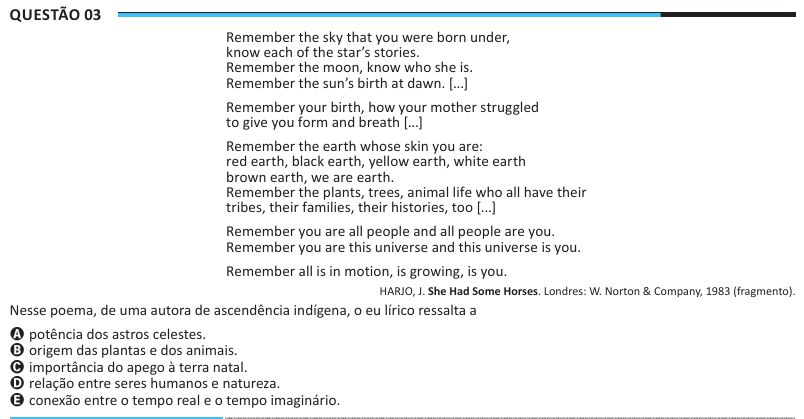 QUESTÃO 03
Remember the sky that you were born under,
know each of the star’s stories.
Remember the moon, know who she is.
Remember the sun’s birth at dawn. [...]
Remember your birth, how your mother struggled
to give you form and breath [...]
Remember the earth whose skin you are:
red earth, black earth, yellow earth, white earth
brown earth, we are earth.
Remember the plants, trees, animal life who all have their
tribes, their families, their histories, too [...]
Remember you are all people and all people are you.
Remember you are this universe and this universe is you.
Remember all is in motion, is growing, is you.
HARJO, J. She Had Some Horses. Londres: W. Norton & Company, 1983 (fragmento).
Nesse poema, de uma autora de ascendência indígena, o eu lírico ressalta a
A potência dos astros celestes.
B origem das plantas e dos animais.
C importância do apego à terra natal.
D relação entre seres humanos e natureza.
E conexão entre o tempo real e o tempo imaginário.